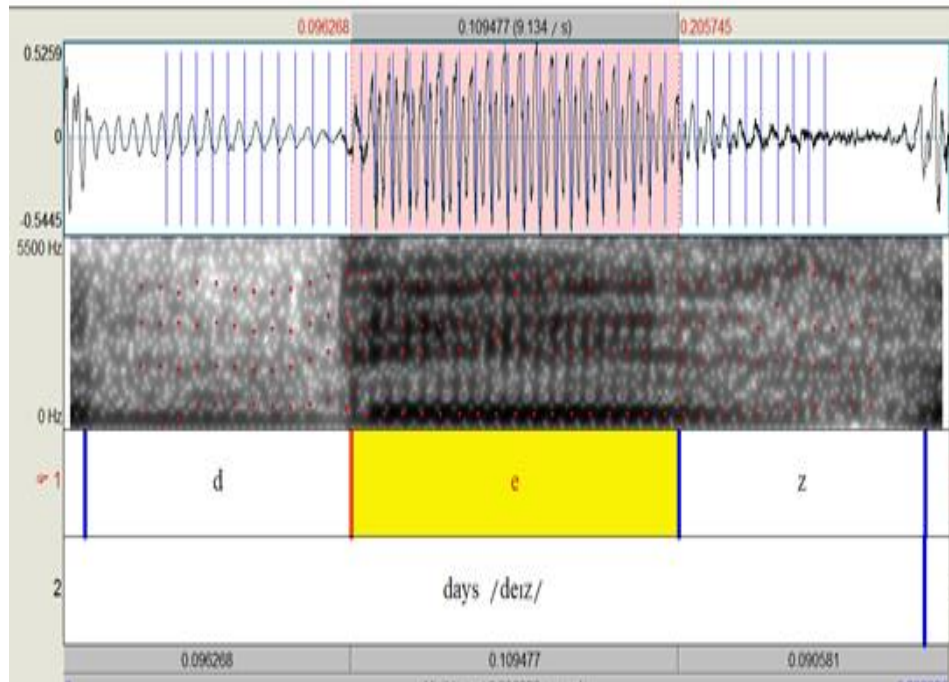 0.096268 0.109477 (9.134 / s) 0.205745
0.5259
0
-0.5445
5500 Hz
0 Hz
1 d e z
2 days /deɪz/
0.096268 0.109477 0.090581